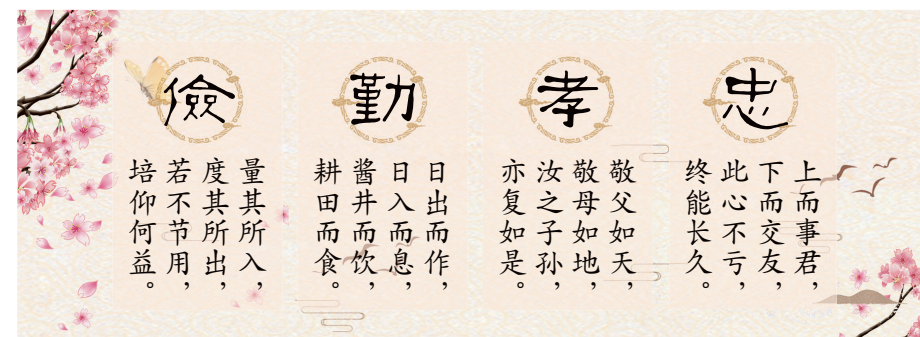 忠
上而事君，
下而交友，
此心不亏，
终能长久。
孝
敬父如天，
敬母如地，
汝之子孙，
亦复如是。
勤
日出而作，
日入而息，
酱井而饮，
耕田而食。
儉
量其所入，
度其所出，
若不节用，
培仰何益。